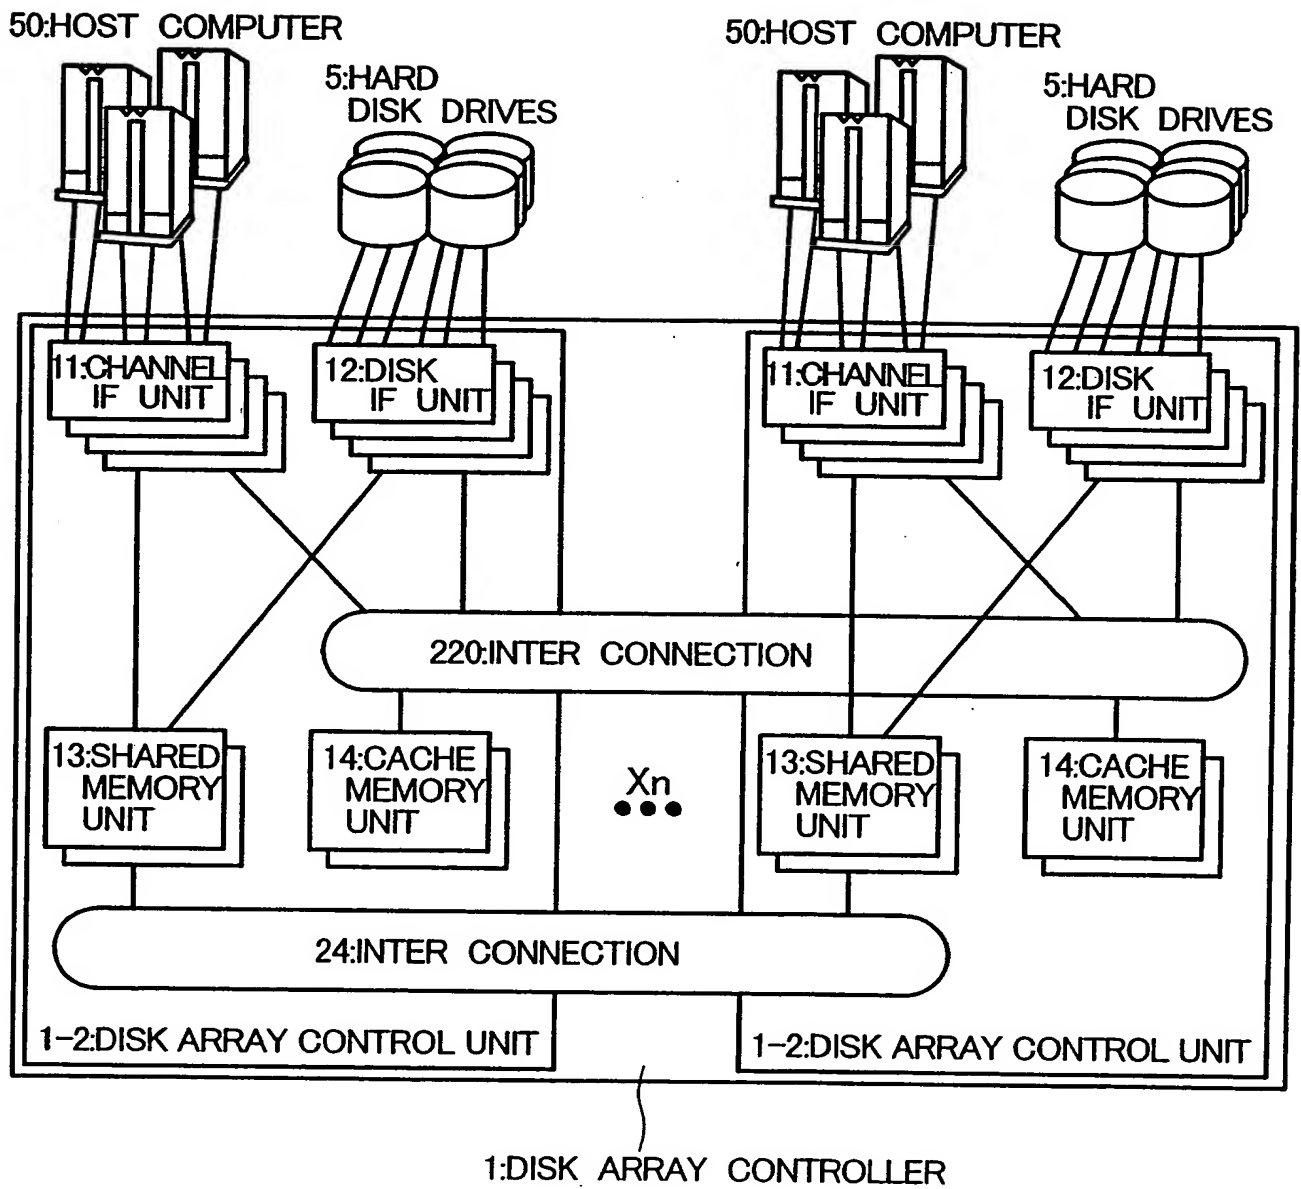 50:HOST COMPUTER
50:HOST COMPUTER
5:HARD
DISK DRIVES
5:HARD
DISK DRIVES
11:CHANNEL
IF UNIT
12:DISK
IF UNIT
11:CHANNEL
IF UNIT
12:DISK
IF UNIT
220:INTER CONNECTION
13:SHARED
MEMORY
UNIT
14:CACHE
MEMORY
UNIT
Xn
13:SHARED
MEMORY
UNIT
14:CACHE
MEMORY
UNIT
24:INTER CONNECTION
1-2:DISK ARRAY CONTROL UNIT
1-2:DISK ARRAY CONTROL UNIT
1:DISK ARRAY CONTROLLER